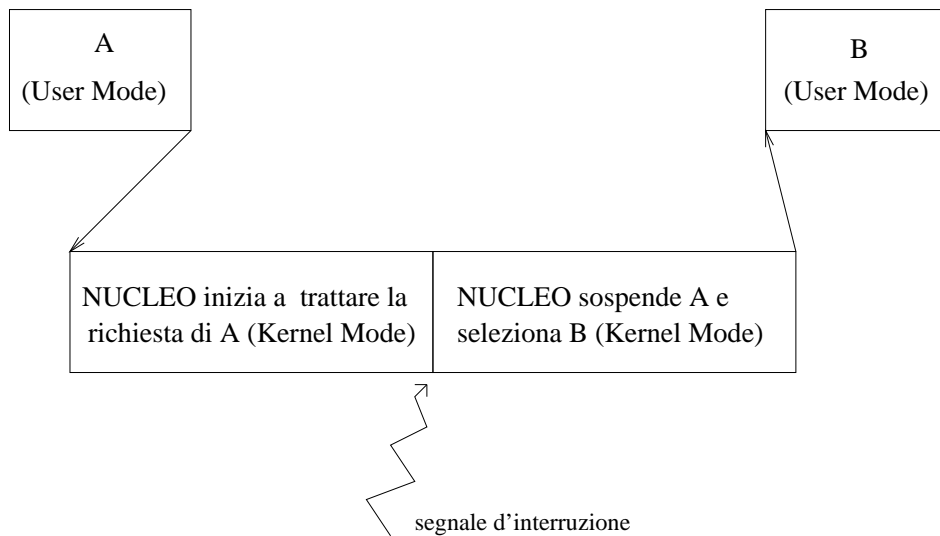 A
(User Mode)
B
(User Mode)
NUCLEO inizia a trattare la
richiesta di A (Kernel Mode)
NUCLEO sospende A e
seleziona B (Kernel Mode)
segnale d'interruzione